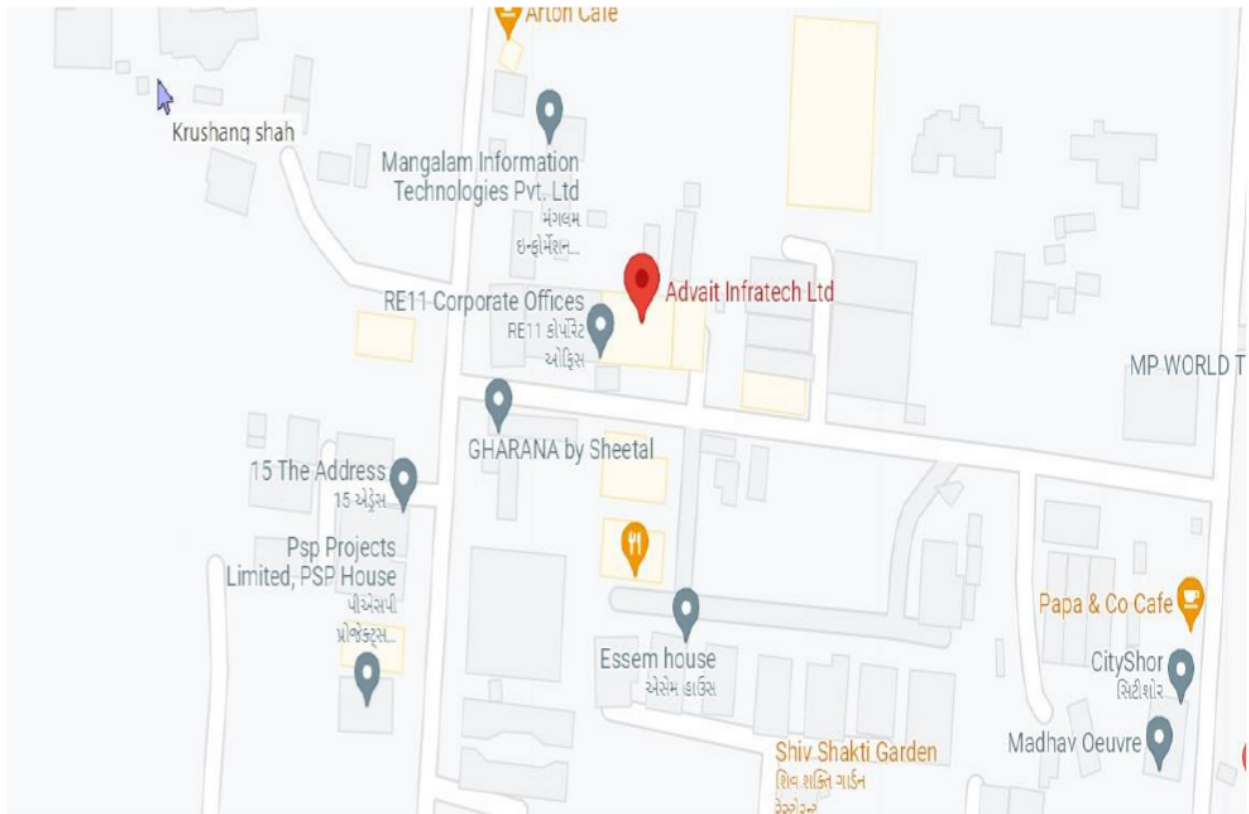 Arton Cafe
Krushang shah
Mangalam Information
Technologies Pvt. Ltd
મંગલમ
ઇન્ફોર્મેશન...
RE11 Corporate Offices
RE11 કોર્પોરેટ
ઓફિસ
Advait Infratech Ltd
MP WORLD T
GHARANA by Sheetal
15 The Address
15 એડ્રેસ
Psp Projects
Limited, PSP House
પીએસપી
પ્રોજેક્ટ્સ...
Essem house
એસેમ હાઉસ
Papa & Co Cafe
CityShor
સિટીશોર
Madhav Oeuvre
Shiv Shakti Garden
શિવ શક્તિ ગાર્ડન